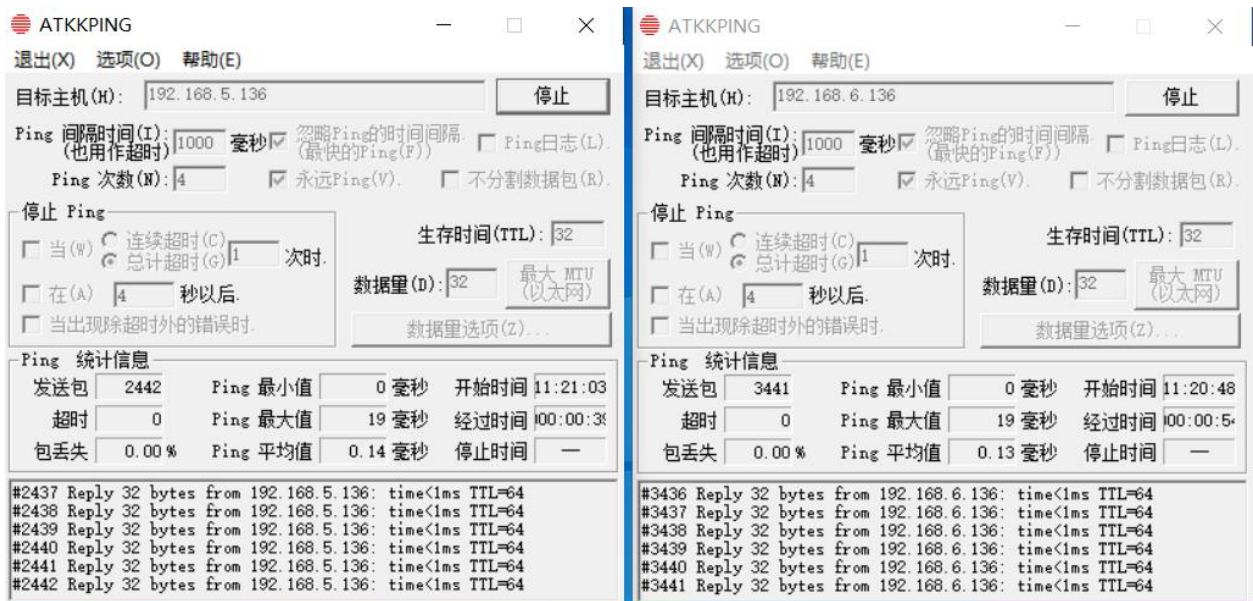 ATKKPING
退出(X) 选项(O) 帮助(E)
目标主机(H): 192.168.5.136 停止
Ping 间隔时间(I): 1000 毫秒 忽略Ping的时间间隔. Ping日志(L).
(也用作超时) (最快的Ping(F))
Ping 次数(N): 4 永远Ping(V). 不分割数据包(R).
停止 Ping
当(W) 连续超时(C) 1 次时. 生存时间(TTL): 32
总计超时(G)
在(A) 4 秒以后. 数据量(D): 32 最大 MTU
(以太网)
当出现除超时外的错误时. 数据量选项(Z)...
Ping 统计信息
发送包 2442 Ping 最小值 0 毫秒 开始时间 11:21:03
超时 0 Ping 最大值 19 毫秒 经过时间 00:00:39
包丢失 0.00 % Ping 平均值 0.14 毫秒 停止时间 —
#2437 Reply 32 bytes from 192.168.5.136: time<1ms TTL=64
#2438 Reply 32 bytes from 192.168.5.136: time<1ms TTL=64
#2439 Reply 32 bytes from 192.168.5.136: time<1ms TTL=64
#2440 Reply 32 bytes from 192.168.5.136: time<1ms TTL=64
#2441 Reply 32 bytes from 192.168.5.136: time<1ms TTL=64
#2442 Reply 32 bytes from 192.168.5.136: time<1ms TTL=64
ATKKPING
退出(X) 选项(O) 帮助(E)
目标主机(H): 192.168.6.136 停止
Ping 间隔时间(I): 1000 毫秒 忽略Ping的时间间隔. Ping日志(L).
(也用作超时) (最快的Ping(F))
Ping 次数(N): 4 永远Ping(V). 不分割数据包(R).
停止 Ping
当(W) 连续超时(C) 1 次时. 生存时间(TTL): 32
总计超时(G)
在(A) 4 秒以后. 数据量(D): 32 最大 MTU
(以太网)
当出现除超时外的错误时. 数据量选项(Z)...
Ping 统计信息
发送包 3441 Ping 最小值 0 毫秒 开始时间 11:20:48
超时 0 Ping 最大值 19 毫秒 经过时间 00:00:54
包丢失 0.00 % Ping 平均值 0.13 毫秒 停止时间 —
#3436 Reply 32 bytes from 192.168.6.136: time<1ms TTL=64
#3437 Reply 32 bytes from 192.168.6.136: time<1ms TTL=64
#3438 Reply 32 bytes from 192.168.6.136: time<1ms TTL=64
#3439 Reply 32 bytes from 192.168.6.136: time<1ms TTL=64
#3440 Reply 32 bytes from 192.168.6.136: time<1ms TTL=64
#3441 Reply 32 bytes from 192.168.6.136: time<1ms TTL=64